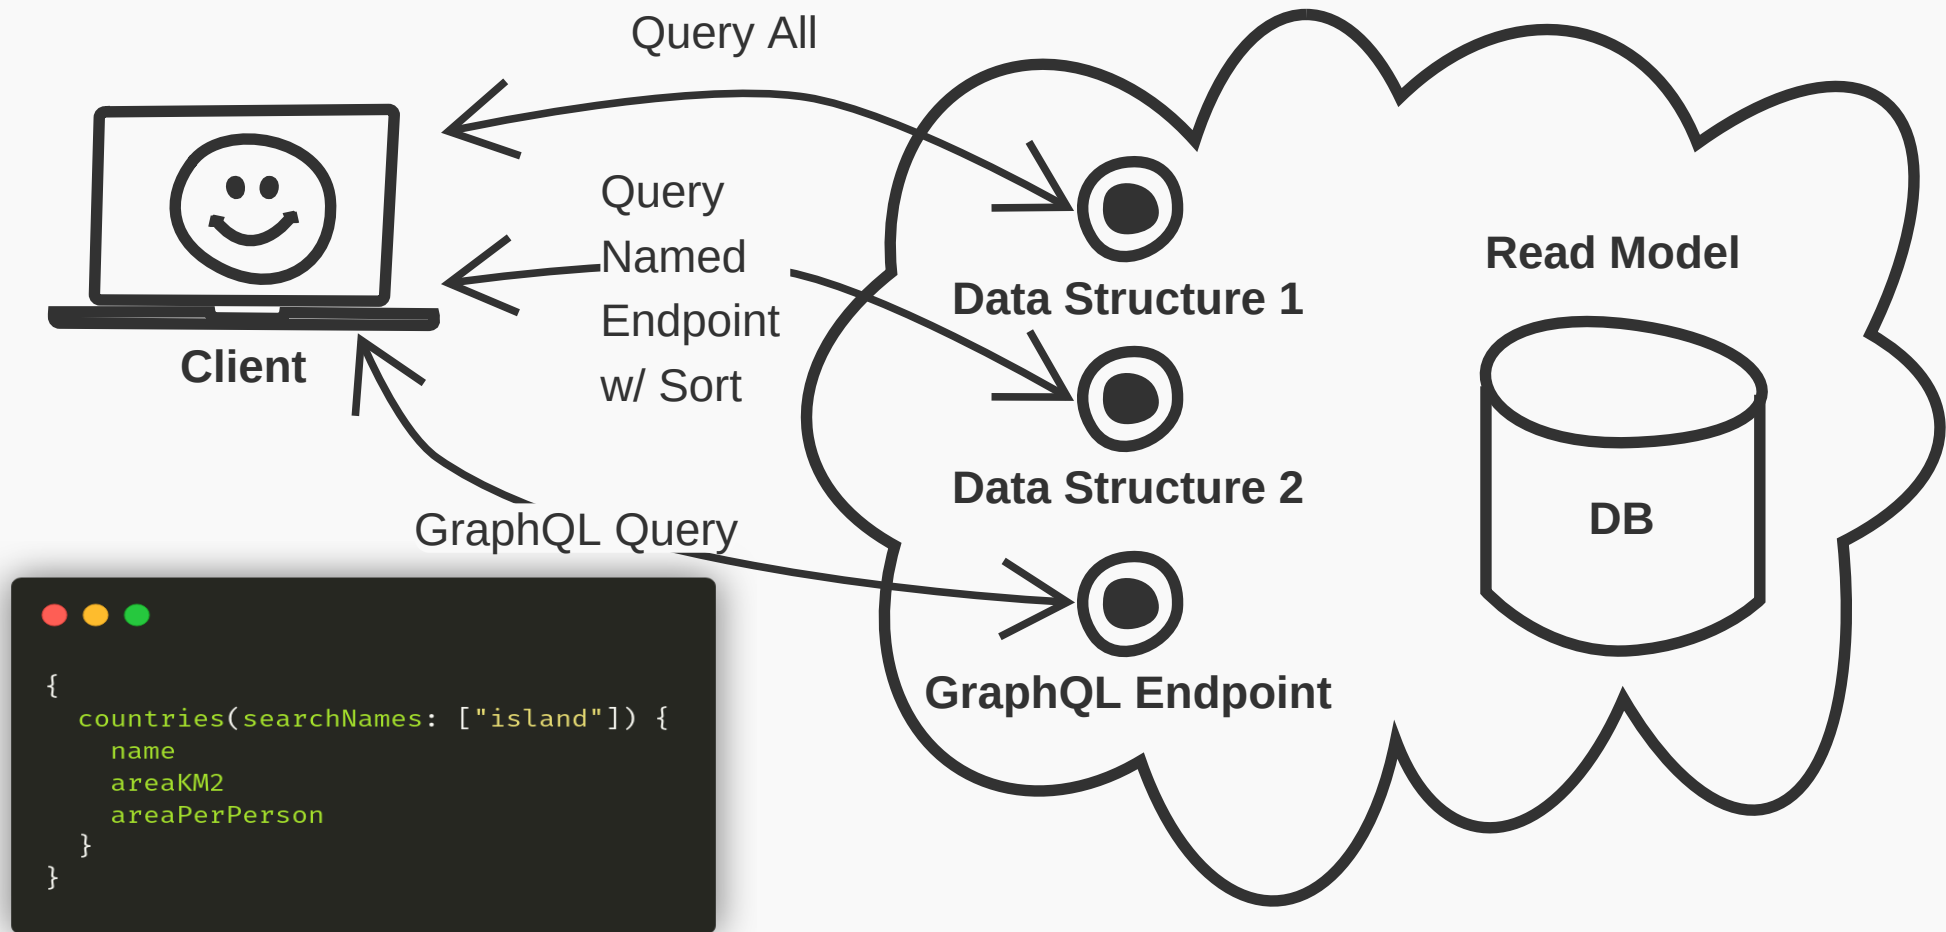 Query All
Query
Named
Endpoint
w/ Sort
Client
Data Structure 1
Read Model
Data Structure 2
DB
GraphQL Query
GraphQL Endpoint
{
  countries(searchNames: ["island"]) {
    name
    areaKM2
    areaPerPerson
  }
}